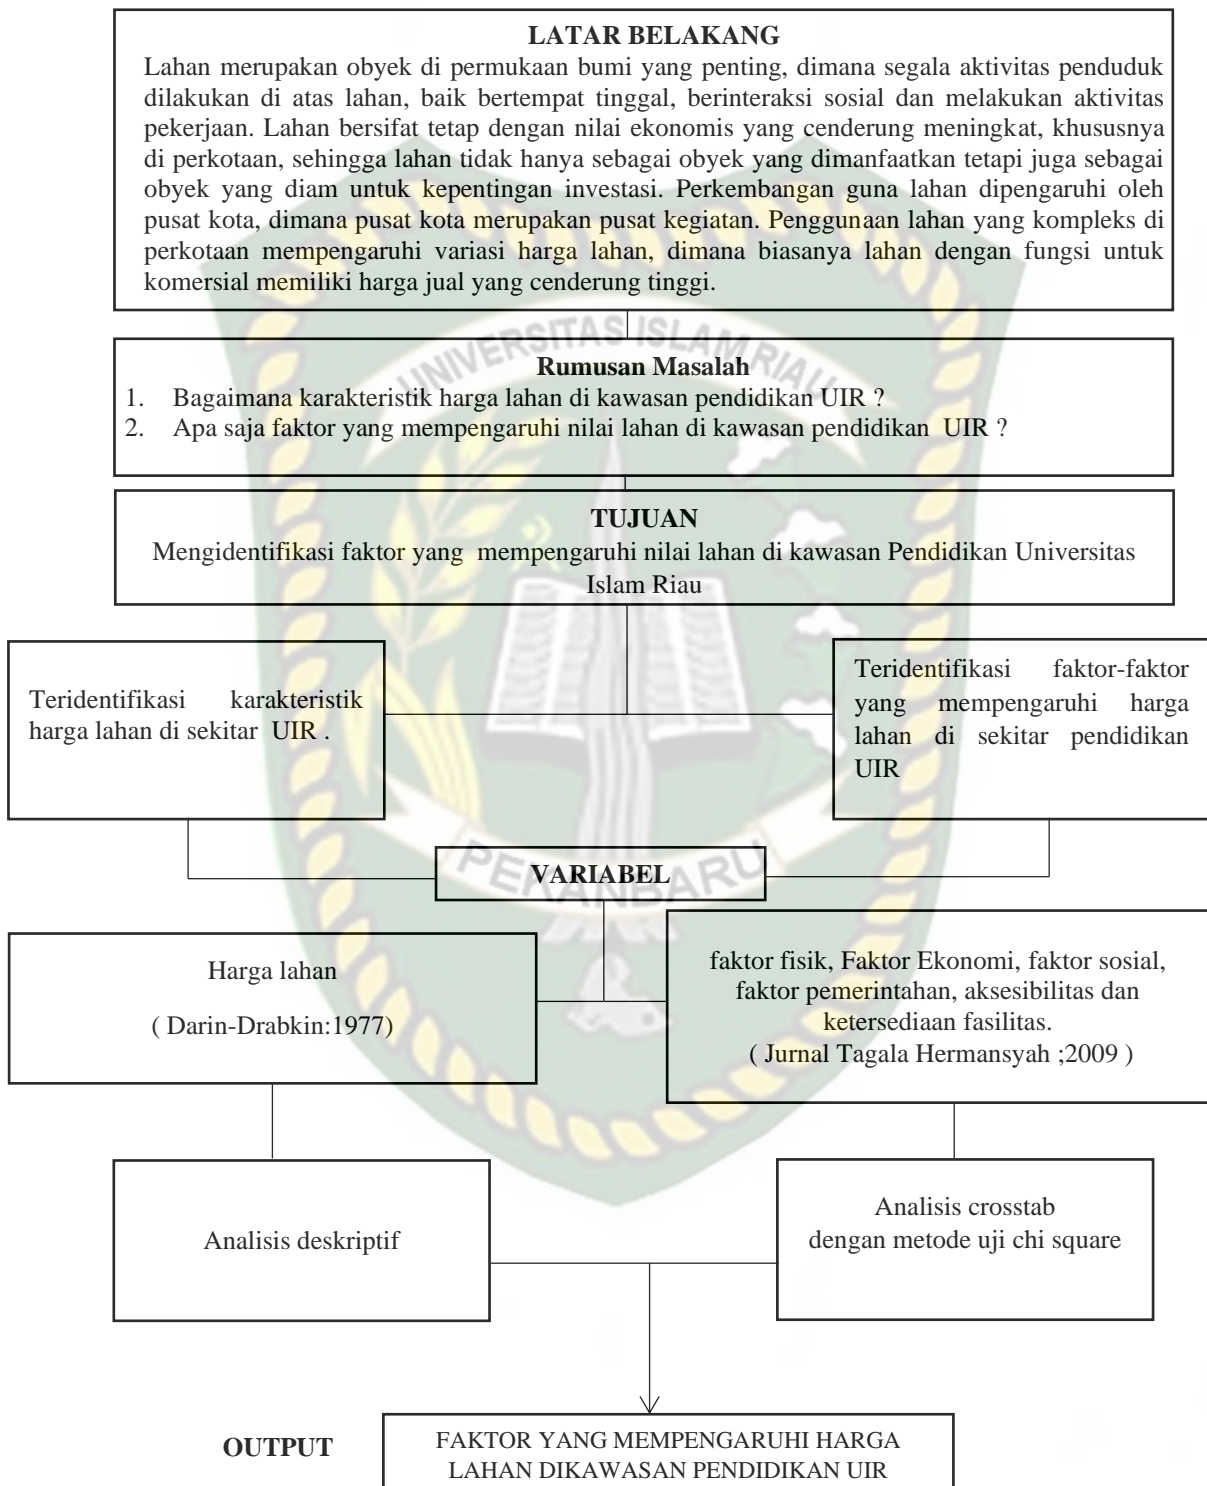 LATAR BELAKANG
Lahan merupakan obyek di permukaan bumi yang penting, dimana segala aktivitas penduduk
dilakukan di atas lahan, baik bertempat tinggal, berinteraksi sosial dan melakukan aktivitas
pekerjaan. Lahan bersifat tetap dengan nilai ekonomis yang cenderung meningkat, khususnya
di perkotaan, sehingga lahan tidak hanya sebagai obyek yang dimanfaatkan tetapi juga sebagai
obyek yang diam untuk kepentingan investasi. Perkembangan guna lahan dipengaruhi oleh
pusat kota, dimana pusat kota merupakan pusat kegiatan. Penggunaan lahan yang kompleks di
perkotaan mempengaruhi variasi harga lahan, dimana biasanya lahan dengan fungsi untuk
komersial memiliki harga jual yang cenderung tinggi.
UNIVERSITAS ISLAM RIAU
Rumusan Masalah
1. Bagaimana karakteristik harga lahan di kawasan pendidikan UIR ?
2. Apa saja faktor yang mempengaruhi nilai lahan di kawasan pendidikan UIR ?
TUJUAN
Mengidentifikasi faktor yang mempengaruhi nilai lahan di kawasan Pendidikan Universitas
Islam Riau
Teridentifikasi karakteristik
harga lahan di sekitar UIR .
Teridentifikasi faktor-faktor
yang mempengaruhi harga
lahan di sekitar pendidikan
UIR
PEKANBARU
VARIABEL
Harga lahan
( Darin-Drabkin:1977)
faktor fisik, Faktor Ekonomi, faktor sosial,
faktor pemerintahan, aksesibilitas dan
ketersediaan fasilitas.
( Jurnal Tagala Hermansyah ;2009 )
Analisis deskriptif
Analisis crosstab
dengan metode uji chi square
OUTPUT
FAKTOR YANG MEMPENGARUHI HARGA
LAHAN DIKAWASAN PENDIDIKAN UIR